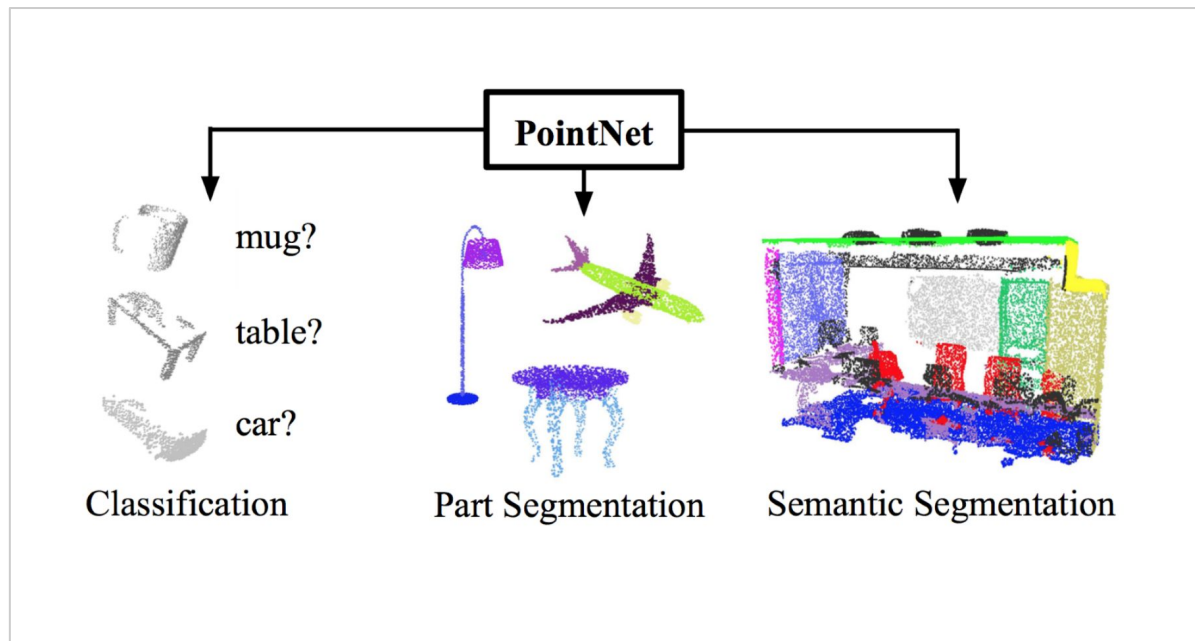 PointNet
mug?
table?
car?
Classification
Part Segmentation
Semantic Segmentation